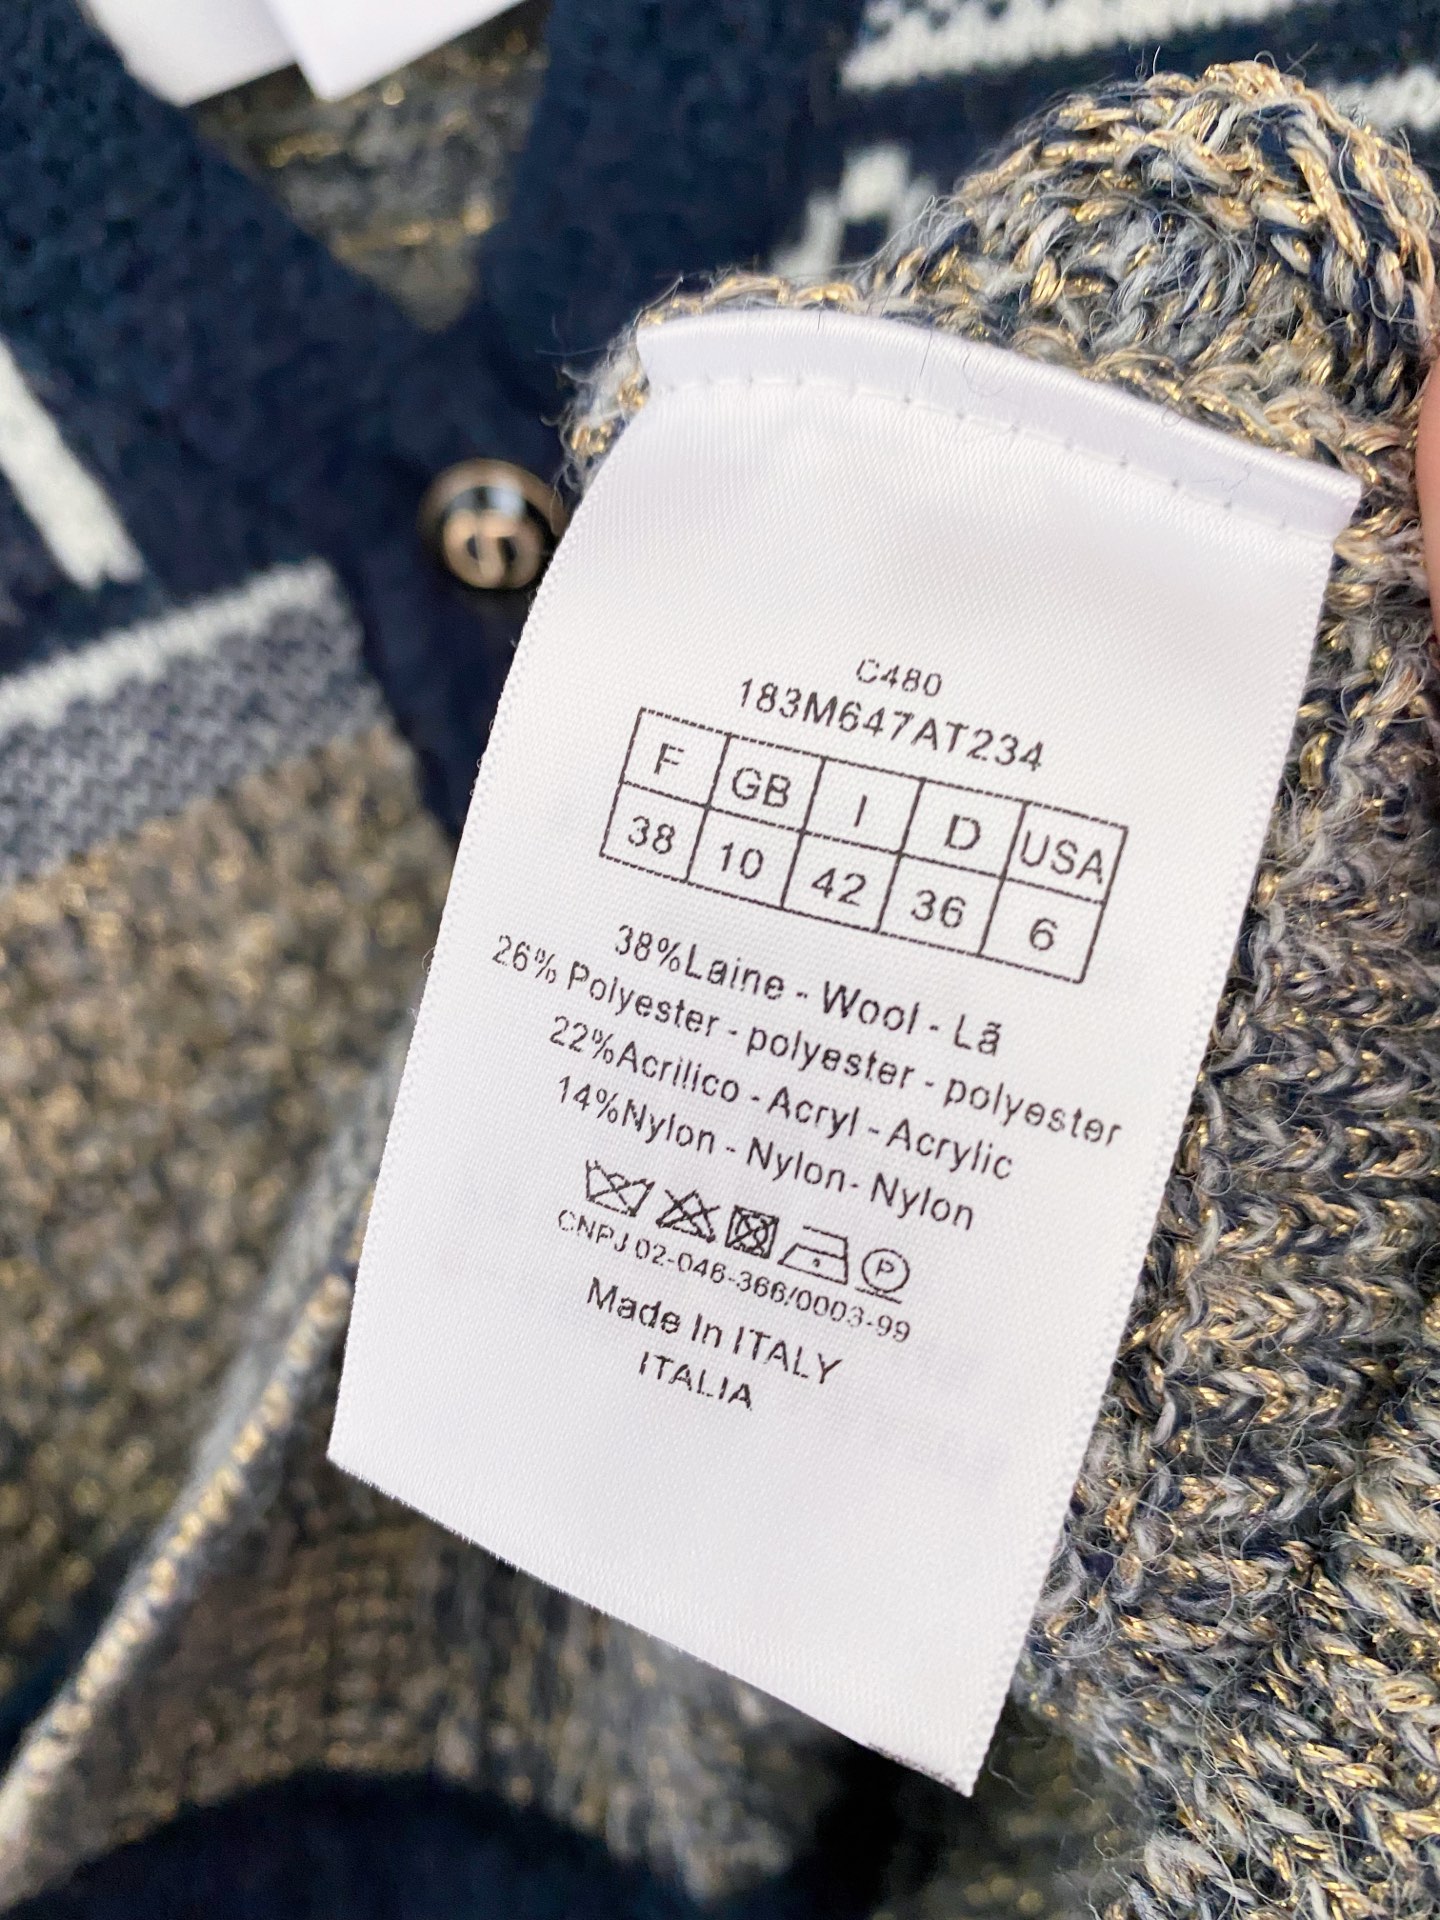 C480
183M647AT234
F GB I D USA
38 10 42 36 6
38%Laine - Wool - Lã
26% Polyester - polyester - polyester
22%Acrilico - Acryl - Acrylic
14%Nylon - Nylon- Nylon
P
CNPJ 02-046-366/0003-99
Made In ITALY
ITALIA